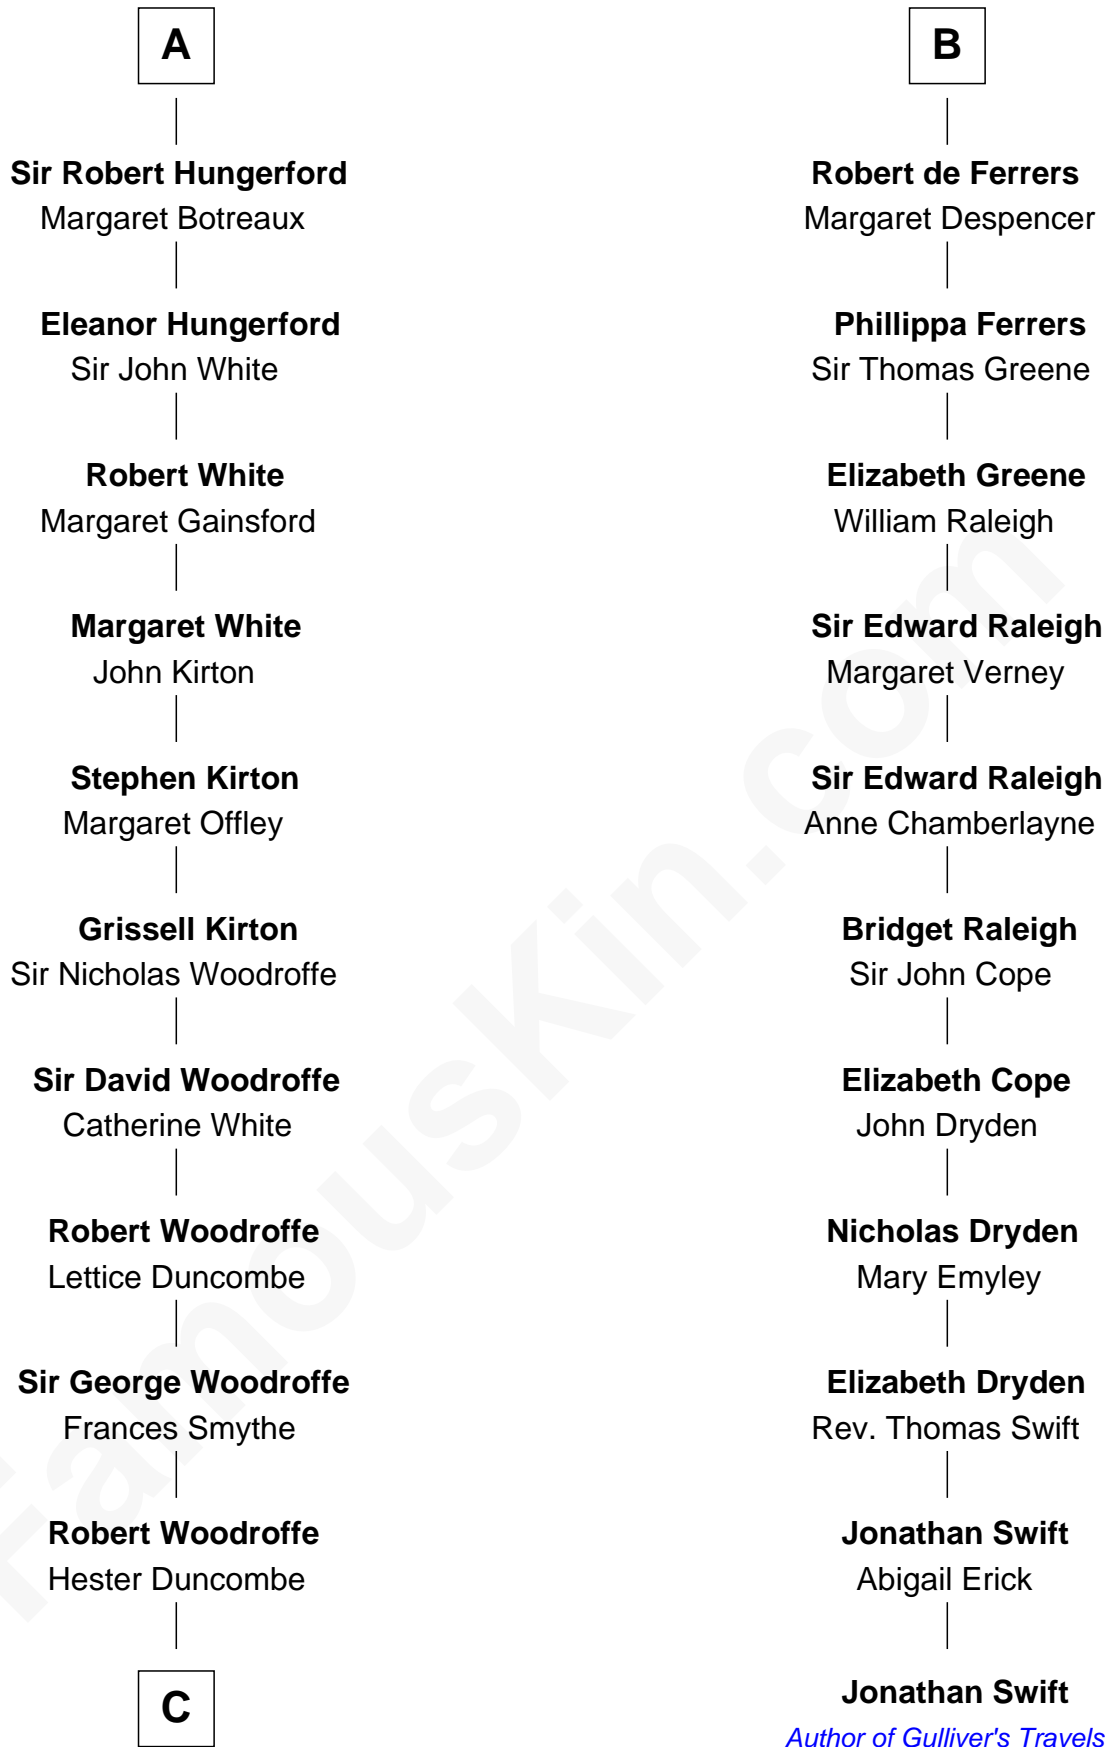 A
Sir Robert Hungerford
Margaret Botreaux
Eleanor Hungerford
Sir John White
Robert White
Margaret Gainsford
Margaret White
John Kirton
Stephen Kirton
Margaret Offley
Grissell Kirton
Sir Nicholas Woodroffe
Sir David Woodroffe
Catherine White
Robert Woodroffe
Lettice Duncombe
Sir George Woodroffe
Frances Smythe
Robert Woodroffe
Hester Duncombe
C
B
Robert de Ferrers
Margaret Despencer
Phillippa Ferrers
Sir Thomas Greene
Elizabeth Greene
William Raleigh
Sir Edward Raleigh
Margaret Verney
Sir Edward Raleigh
Anne Chamberlayne
Bridget Raleigh
Sir John Cope
Elizabeth Cope
John Dryden
Nicholas Dryden
Mary Emyley
Elizabeth Dryden
Rev. Thomas Swift
Jonathan Swift
Abigail Erick
Jonathan Swift
Author of Gulliver's Travels
FamousKin.com